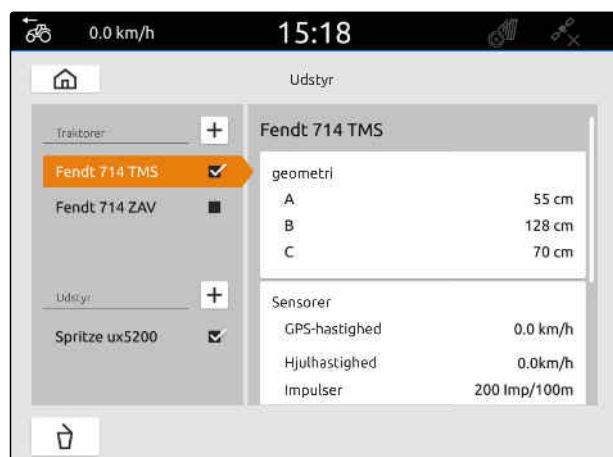 0.0 km/h 15:18
Udstyr
Traktorer +
Fendt 714 TMS
Fendt 714 ZAV
Udstyr +
Spritze ux5200
Fendt 714 TMS
geometri
A 55 cm
B 128 cm
C 70 cm
Sensorer
GPS-hastighed 0.0 km/h
Hjulhastighed 0.0km/h
Impulser 200 Imp/100m